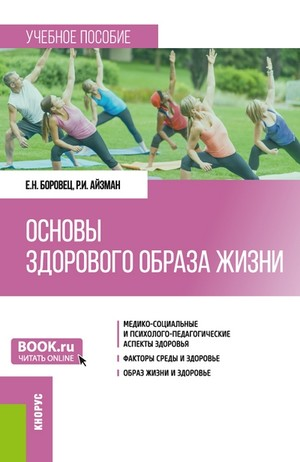 УЧЕБНОЕ ПОСОБИЕ
Е.Н. БОРОВЕЦ, Р.И. АЙЗМАН
ОСНОВЫ
ЗДОРОВОГО ОБРАЗА ЖИЗНИ
BOOK.ru
ЧИТАТЬ ONLINE
МЕДИКО-СОЦИАЛЬНЫЕ
И ПСИХОЛОГО-ПЕДАГОГИЧЕСКИЕ
АСПЕКТЫ ЗДОРОВЬЯ
ФАКТОРЫ СРЕДЫ И ЗДОРОВЬЕ
ОБРАЗ ЖИЗНИ И ЗДОРОВЬЕ
КНОРУС